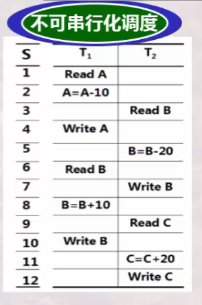 不可串行化调度
S T₁ T₂
1 Read A
2 A=A-10
3 Read B
4 Write A
5 B=B-20
6 Read B
7 Write B
8 B=B+10
9 Read C
10 Write B
11 C=C+20
12 Write C